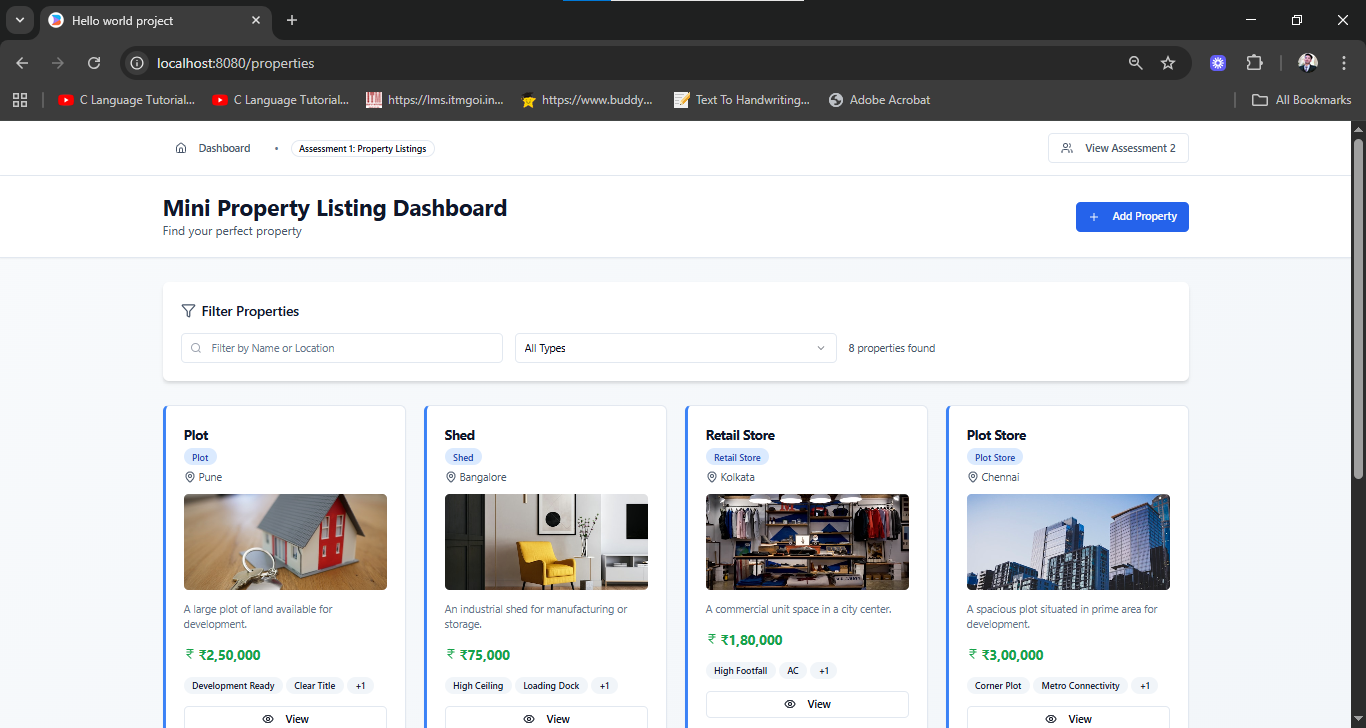 Hello world project
localhost:8080/properties
C Language Tutorial...
C Language Tutorial...
https://lms.itmgoi.in...
https://www.buddy...
Text To Handwriting...
Adobe Acrobat
All Bookmarks
Dashboard
•
Assessment 1: Property Listings
View Assessment 2
Mini Property Listing Dashboard
Find your perfect property
+ Add Property
Filter Properties
Filter by Name or Location
All Types
8 properties found
Plot
Plot
Pune
A large plot of land available for
development.
₹ ₹2,50,000
Development Ready Clear Title +1
View
Shed
Shed
Bangalore
An industrial shed for manufacturing or
storage.
₹ ₹75,000
High Ceiling Loading Dock +1
View
Retail Store
Retail Store
Kolkata
A commercial unit space in a city center.
₹ ₹1,80,000
High Footfall AC +1
View
Plot Store
Plot Store
Chennai
A spacious plot situated in prime area for
development.
₹ ₹3,00,000
Corner Plot Metro Connectivity +1
View